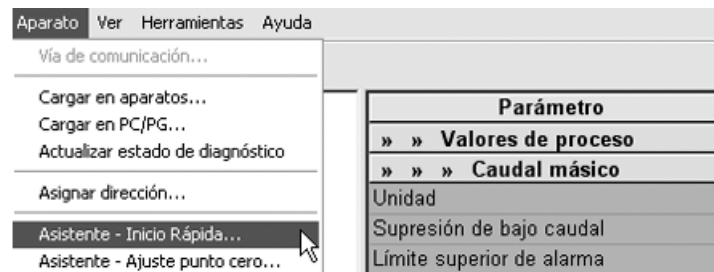 Aparato Ver Herramientas Ayuda
Vía de comunicación...
Cargar en aparatos...
Cargar en PC/PG...
Actualizar estado de diagnóstico
Asignar dirección...
Asistente - Inicio Rápida...
Asistente - Ajuste punto cero...
Parámetro
» » Valores de proceso
» » » Caudal másico
Unidad
Supresión de bajo caudal
Límite superior de alarma